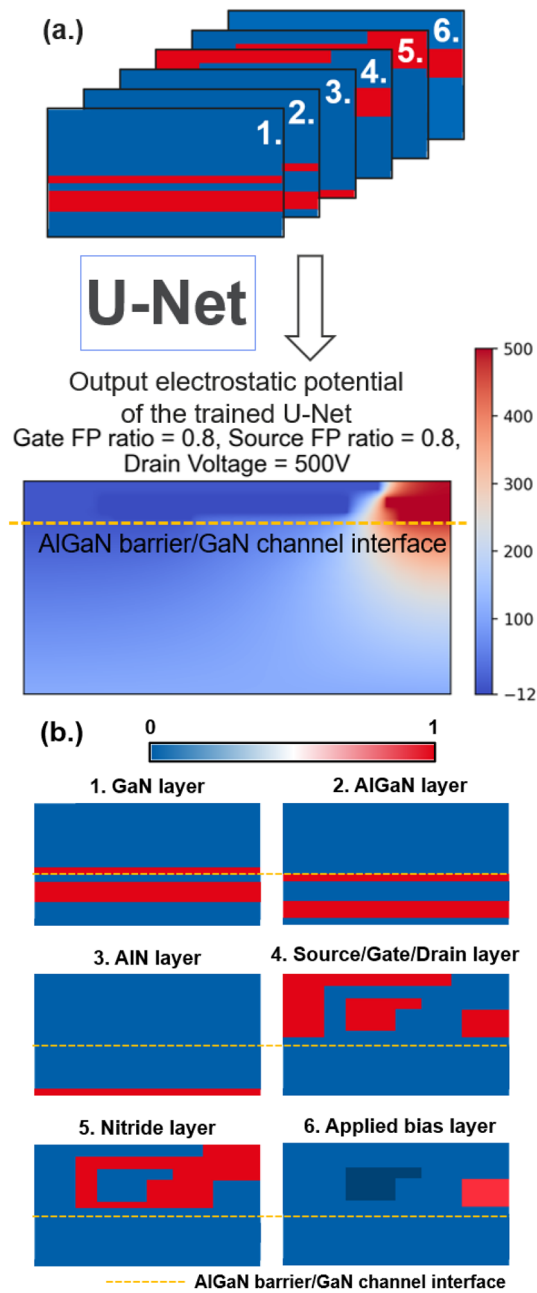 (a.)
6.
5.
4.
3.
2.
1.
U-Net
Output electrostatic potential
of the trained U-Net
Gate FP ratio = 0.8, Source FP ratio = 0.8,
Drain Voltage = 500V
AlGaN barrier/GaN channel interface
500
400
300
200
100
−12
(b.)
0 1
1. GaN layer
2. AlGaN layer
3. AlN layer
4. Source/Gate/Drain layer
5. Nitride layer
6. Applied bias layer
AlGaN barrier/GaN channel interface